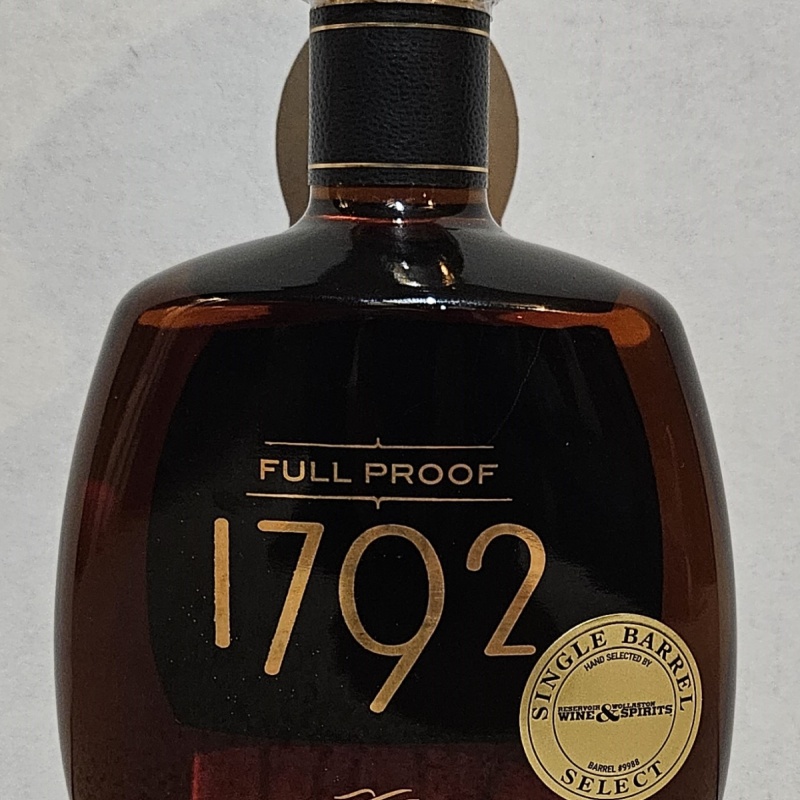 FULL PROOF
1792
SINGLE BARREL
HAND SELECTED BY
RESERVOIR WOLLASTON
WINE & SPIRITS
BARREL #9988
SELECT